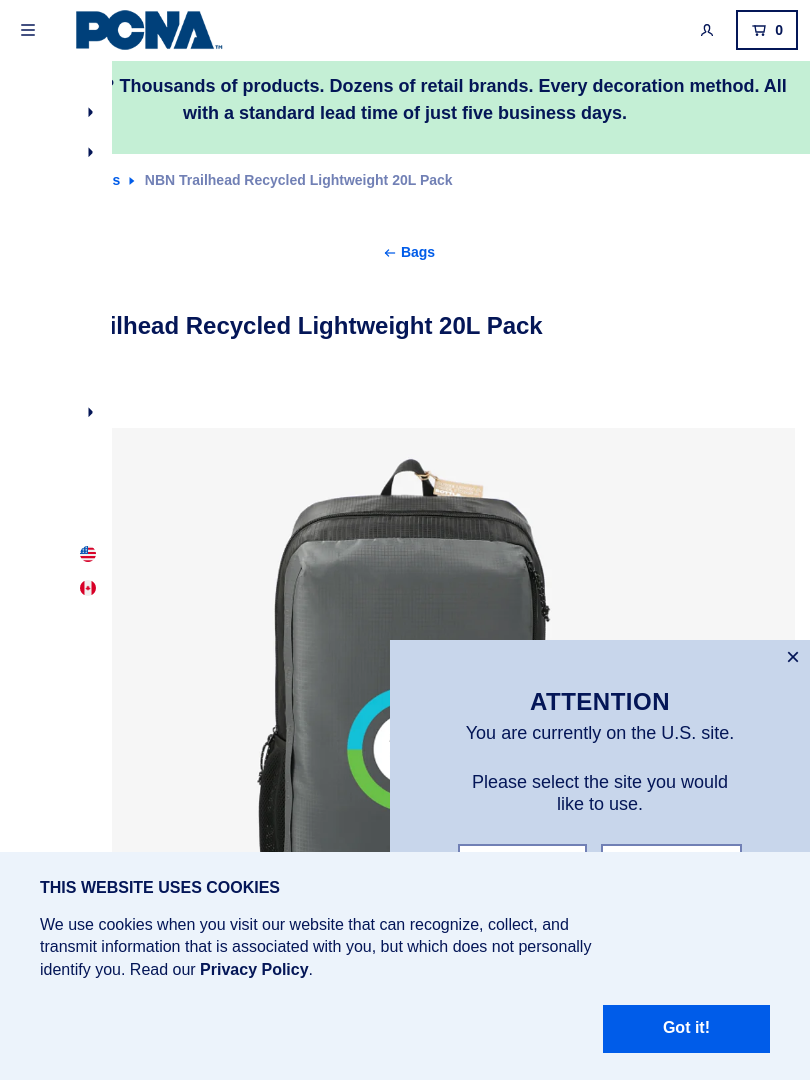 PCNA™
0
? Thousands of products. Dozens of retail brands. Every decoration method. All
with a standard lead time of just five business days.
s NBN Trailhead Recycled Lightweight 20L Pack
← Bags
ilhead Recycled Lightweight 20L Pack
ATTENTION
You are currently on the U.S. site.
Please select the site you would
like to use.
THIS WEBSITE USES COOKIES
We use cookies when you visit our website that can recognize, collect, and
transmit information that is associated with you, but which does not personally
identify you. Read our Privacy Policy.
Got it!